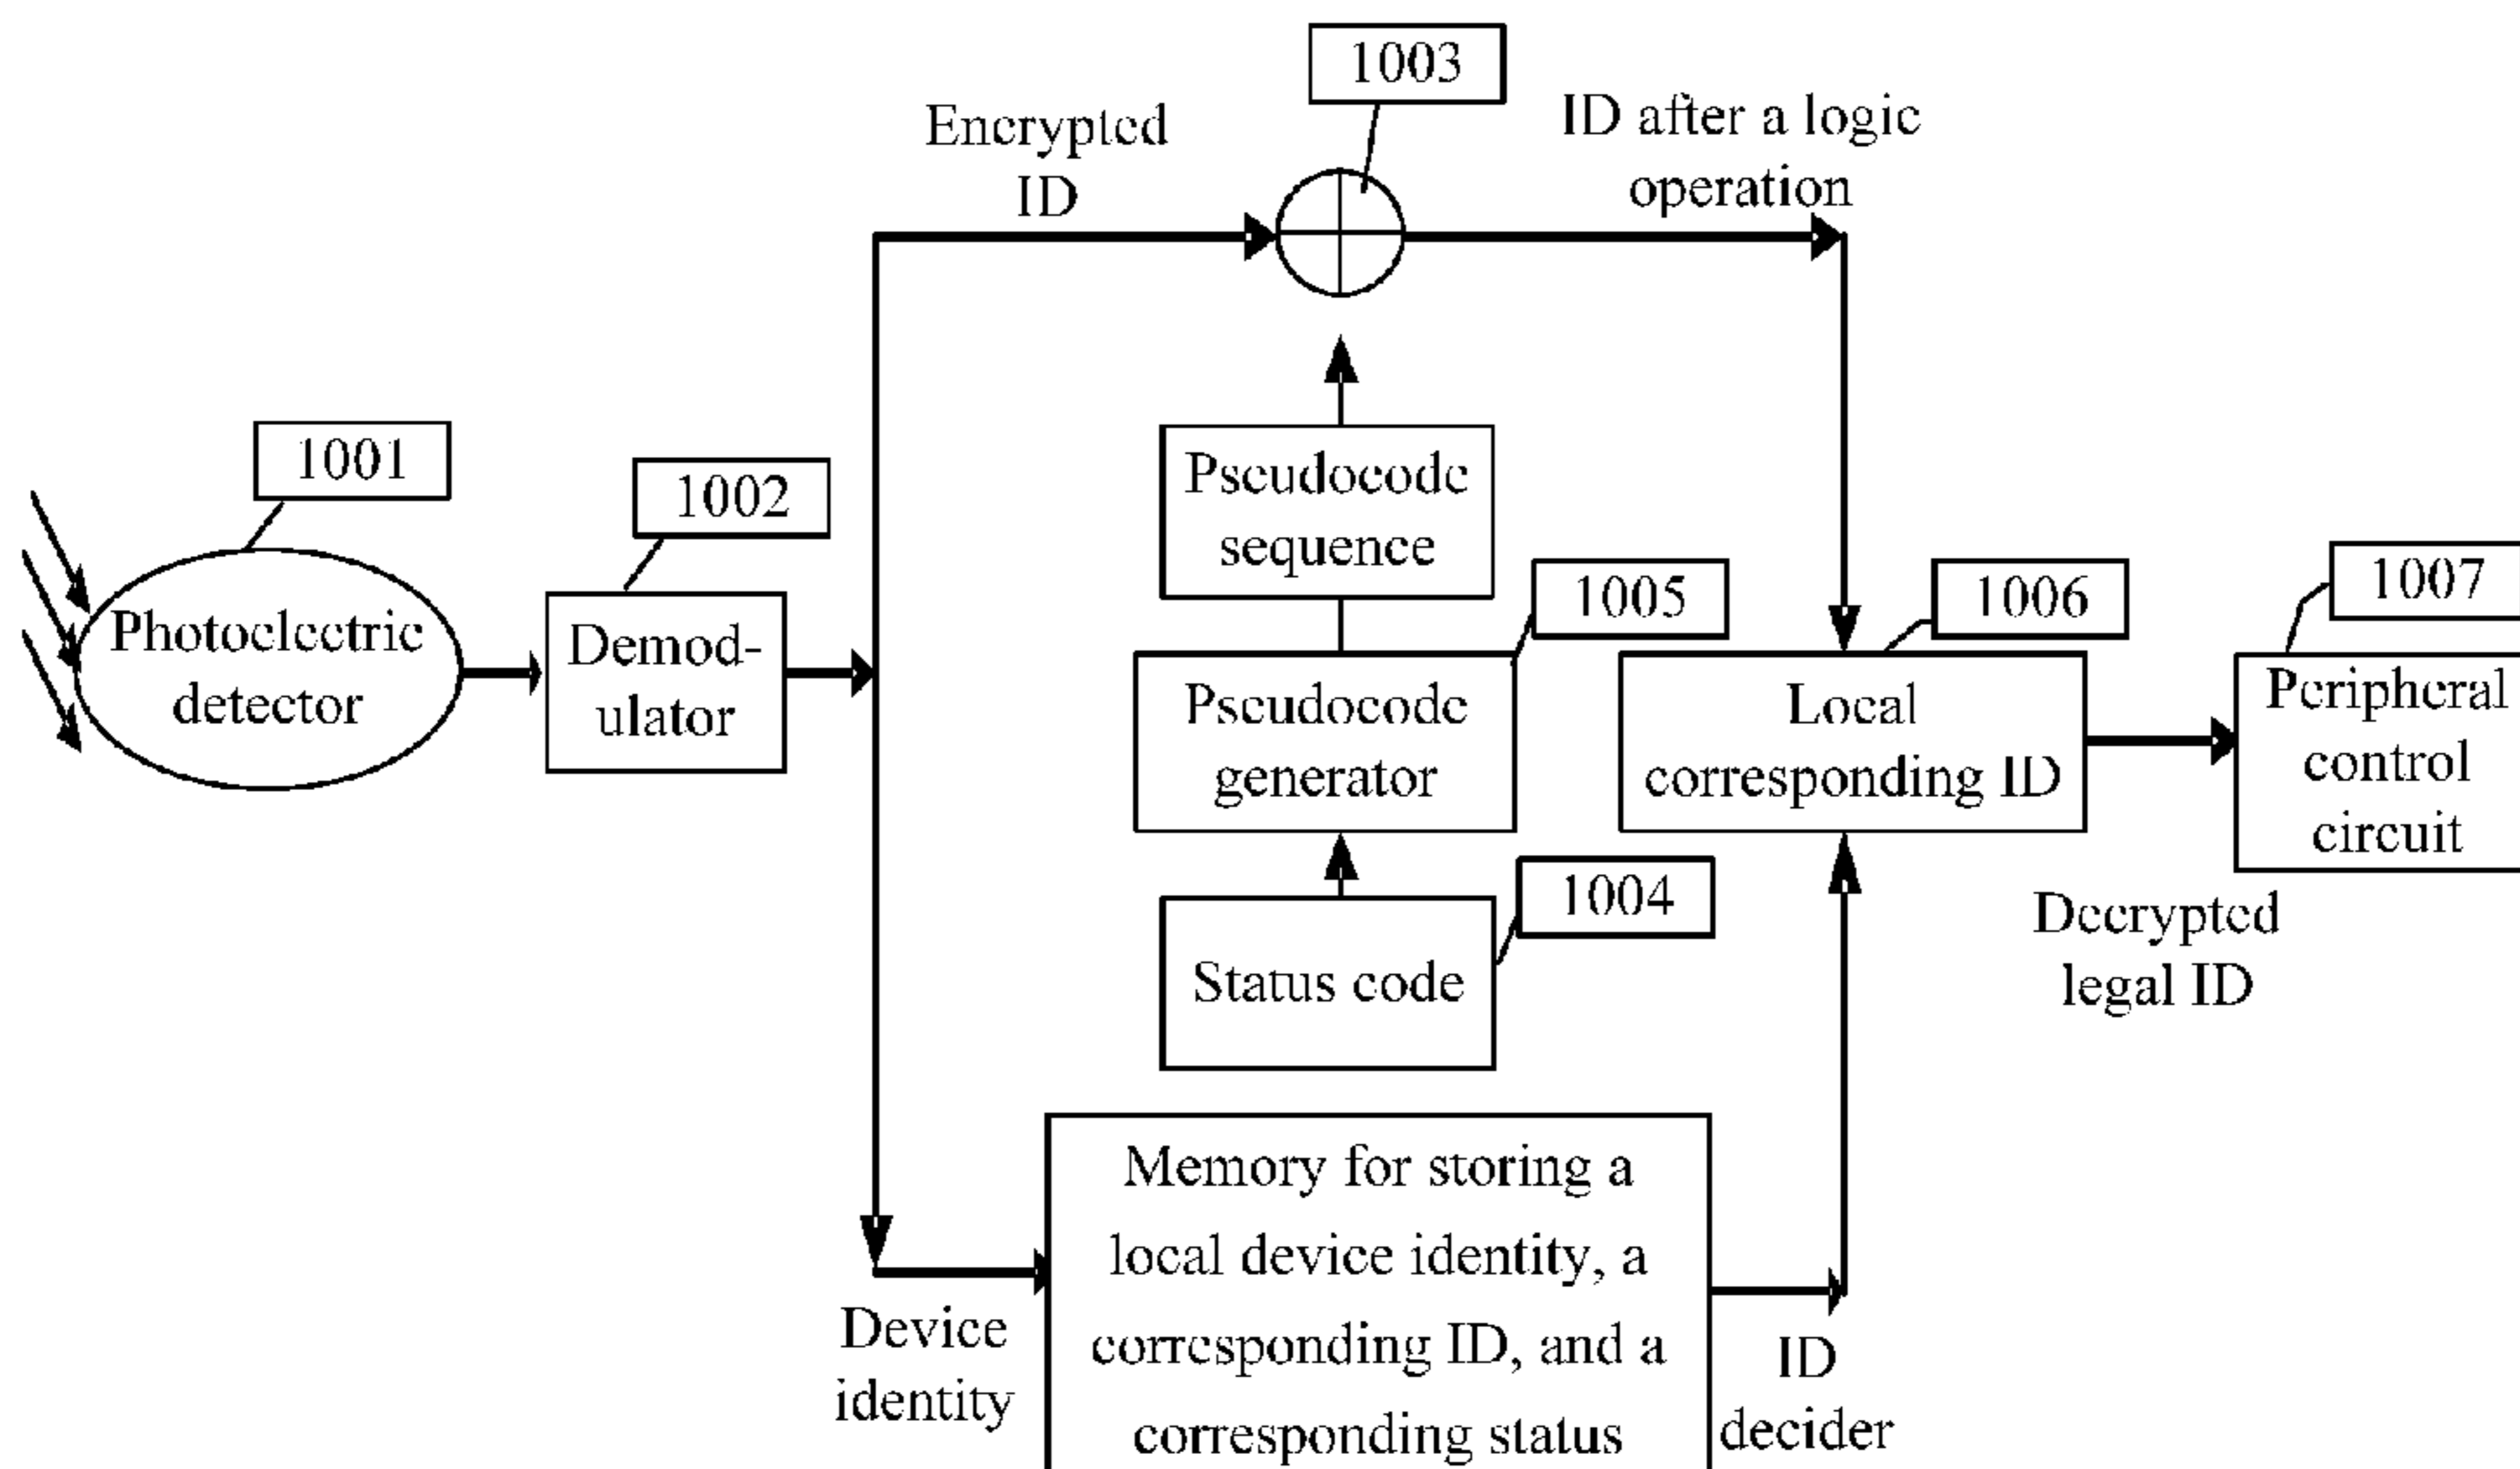 1003
Encrypted
ID
ID after a logic
operation
1001
1002
Pseudocode
sequence
1005
1006
1007
Photoelectric
detector
Demod-
ulator
Pseudocode
generator
Local
corresponding ID
Peripheral
control
circuit
1004
Status code
Decrypted
legal ID
Memory for storing a
local device identity, a
corresponding ID, and a
corresponding status
Device
identity
ID
decider